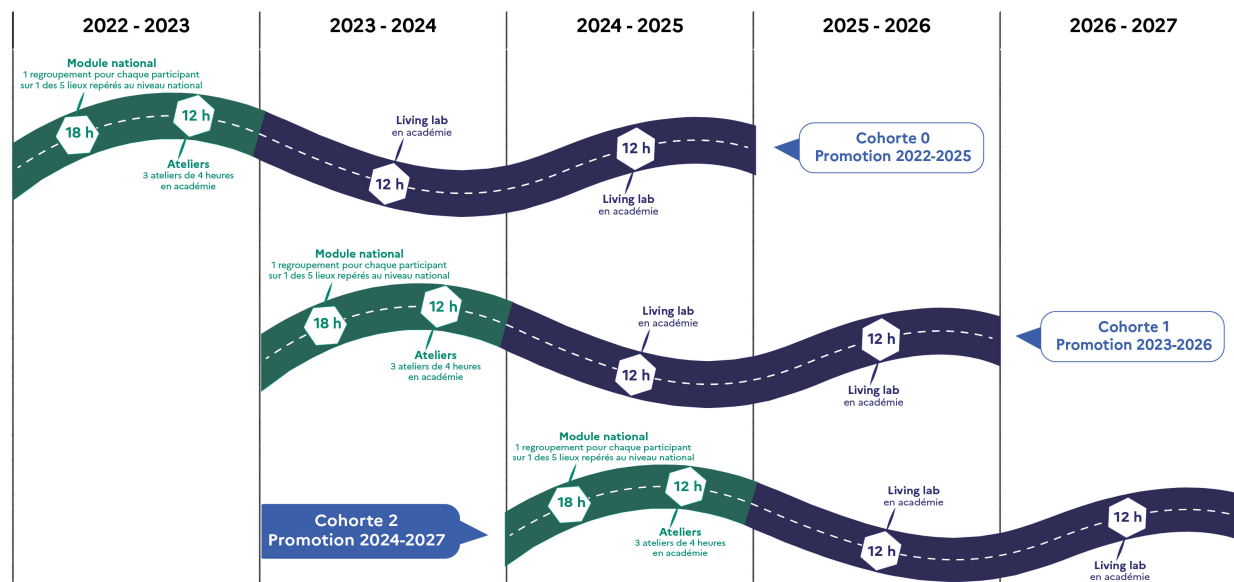 2022 - 2023
2023 - 2024
2024 - 2025
2025 - 2026
2026 - 2027
Module national
1 regroupement pour chaque participant
sur 1 des 5 lieux repérés au niveau national
18 h
12 h
Ateliers
3 ateliers de 4 heures
en académie
Living lab
en académie
12 h
12 h
Living lab
en académie
Cohorte 0
Promotion 2022-2025
Module national
1 regroupement pour chaque participant
sur 1 des 5 lieux repérés au niveau national
18 h
12 h
Ateliers
3 ateliers de 4 heures
en académie
Living lab
en académie
12 h
12 h
Living lab
en académie
Cohorte 1
Promotion 2023-2026
Cohorte 2
Promotion 2024-2027
Module national
1 regroupement pour chaque participant
sur 1 des 5 lieux repérés au niveau national
18 h
12 h
Ateliers
3 ateliers de 4 heures
en académie
Living lab
en académie
12 h
12 h
Living lab
en académie